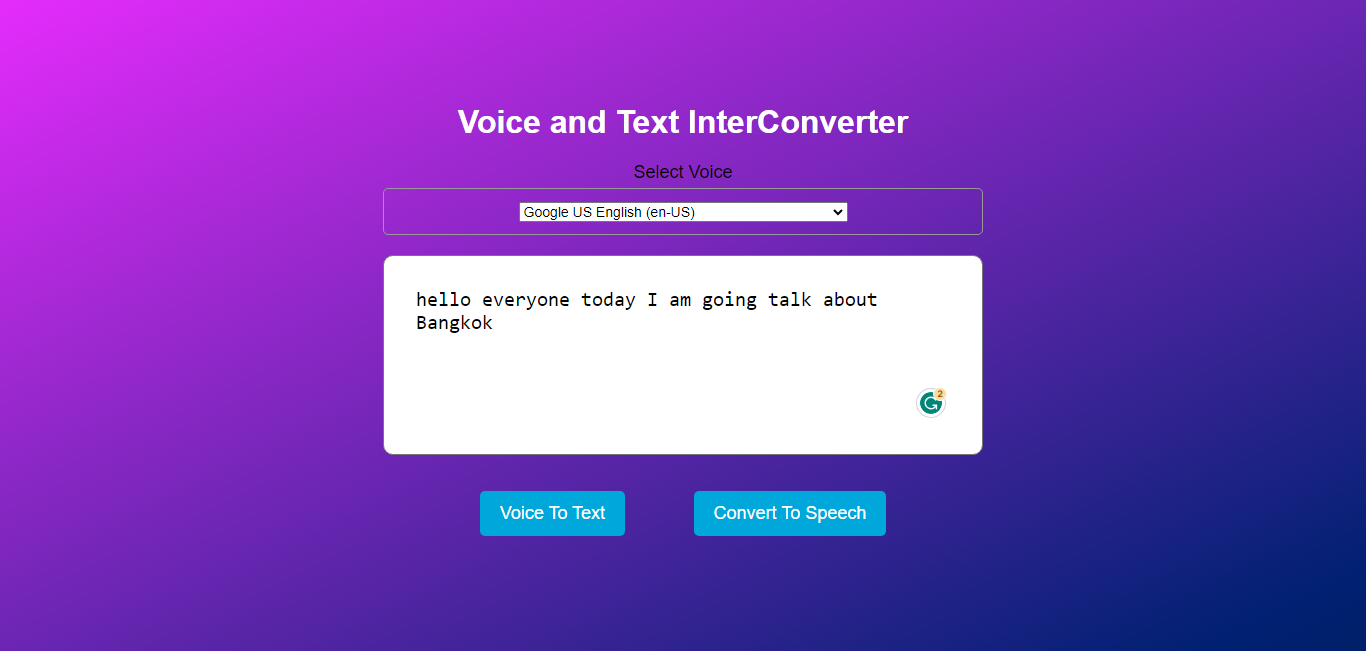 Voice and Text InterConverter
Select Voice
Google US English (en-US)
hello everyone today I am going talk about
Bangkok
2
Voice To Text
Convert To Speech